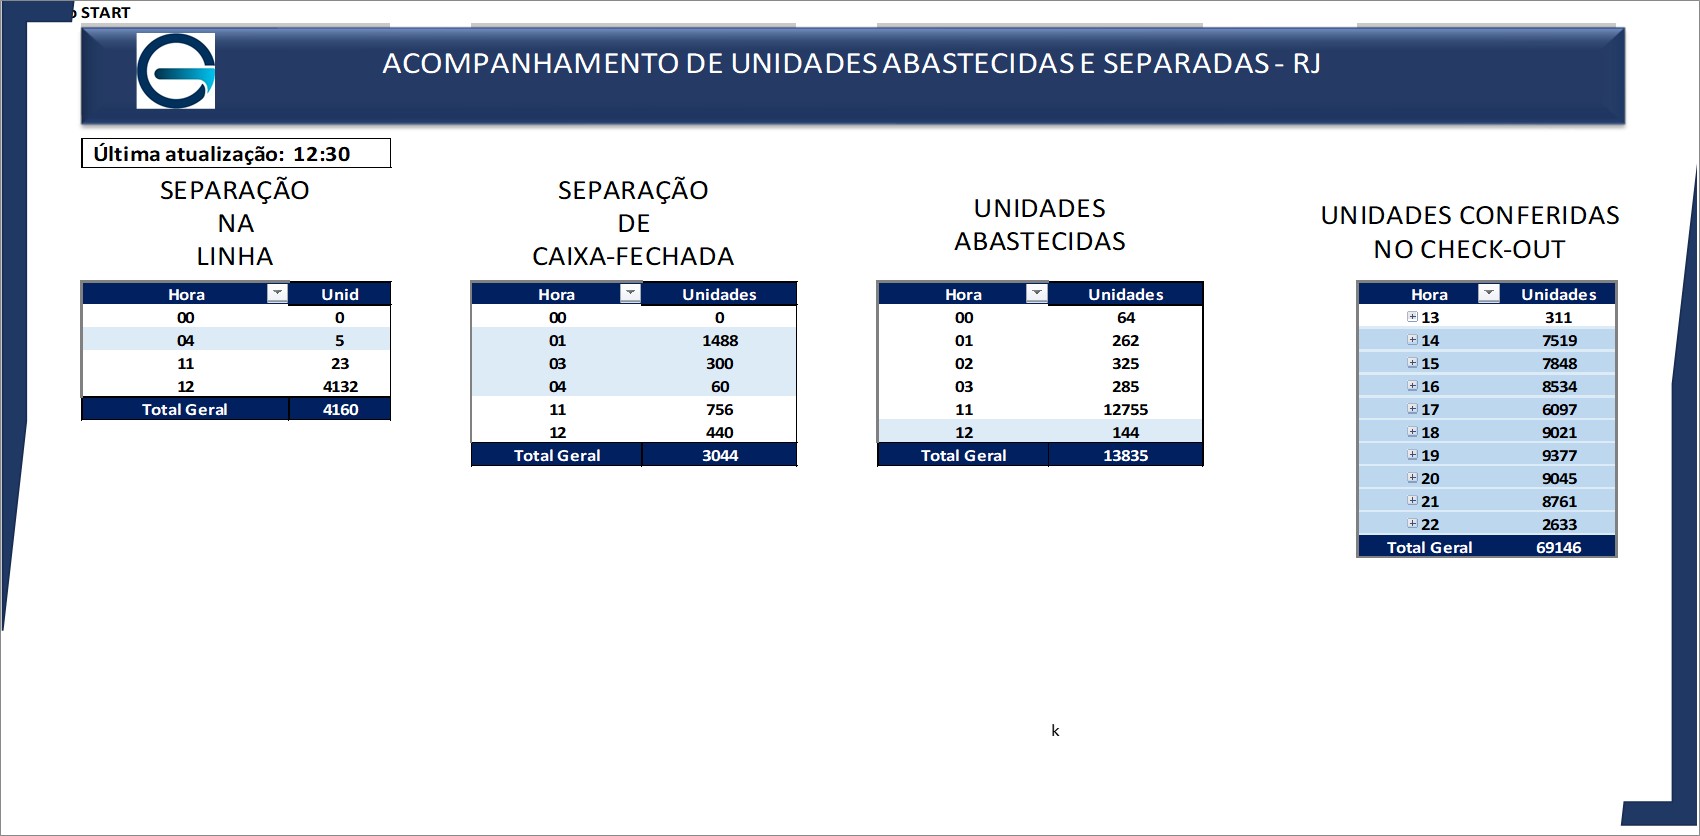 START
ACOMPANHAMENTO DE UNIDADES ABASTECIDAS E SEPARADAS - RJ
Última atualização: 12:30
SEPARAÇÃO
NA
LINHA
Hora Unid
00 0
04 5
11 23
12 4132
Total Geral 4160
SEPARAÇÃO
DE
CAIXA-FECHADA
Hora Unidades
00 0
01 1488
03 300
04 60
11 756
12 440
Total Geral 3044
UNIDADES
ABASTECIDAS
Hora Unidades
00 64
01 262
02 325
03 285
11 12755
12 144
Total Geral 13835
UNIDADES CONFERIDAS
NO CHECK-OUT
Hora Unidades
13 311
14 7519
15 7848
16 8534
17 6097
18 9021
19 9377
20 9045
21 8761
22 2633
Total Geral 69146
k